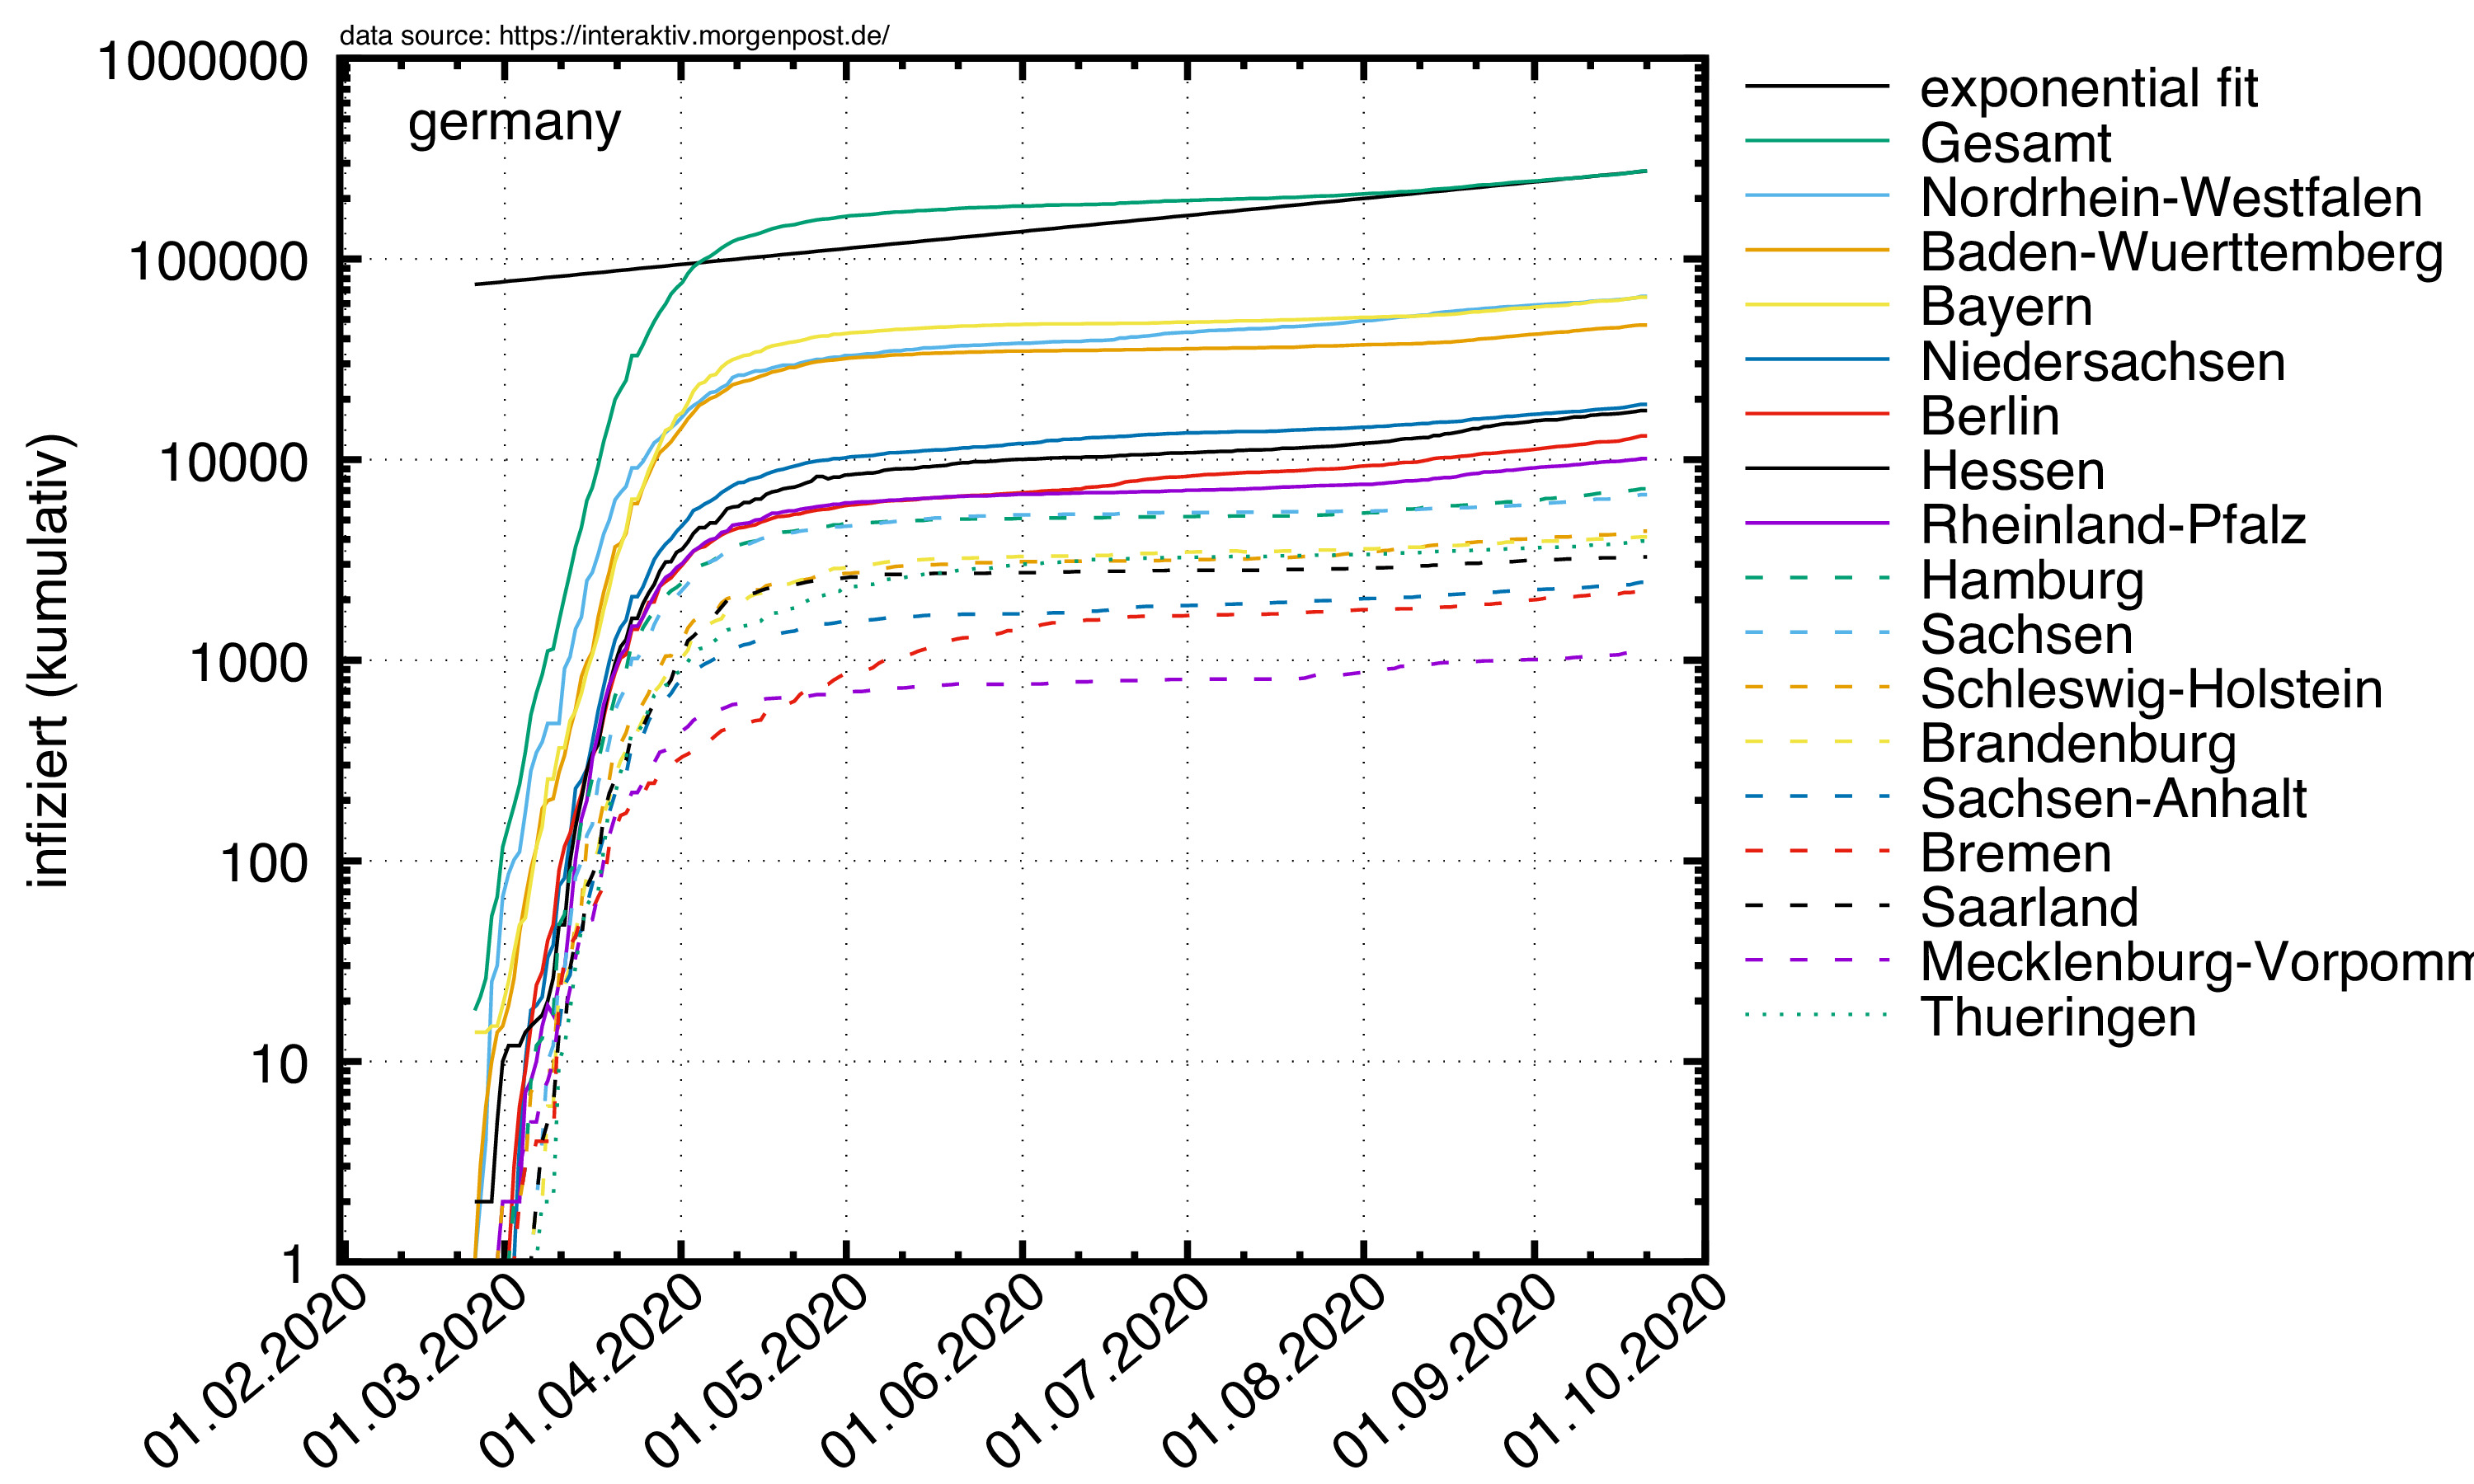 data source: https://interaktiv.morgenpost.de/
germany
infiziert (kumulativ)
1000000
100000
10000
1000
100
10
1
01.02.2020
01.03.2020
01.04.2020
01.05.2020
01.06.2020
01.07.2020
01.08.2020
01.09.2020
01.10.2020
exponential fit
Gesamt
Nordrhein-Westfalen
Baden-Wuerttemberg
Bayern
Niedersachsen
Berlin
Hessen
Rheinland-Pfalz
Hamburg
Sachsen
Schleswig-Holstein
Brandenburg
Sachsen-Anhalt
Bremen
Saarland
Mecklenburg-Vorpomm
Thueringen